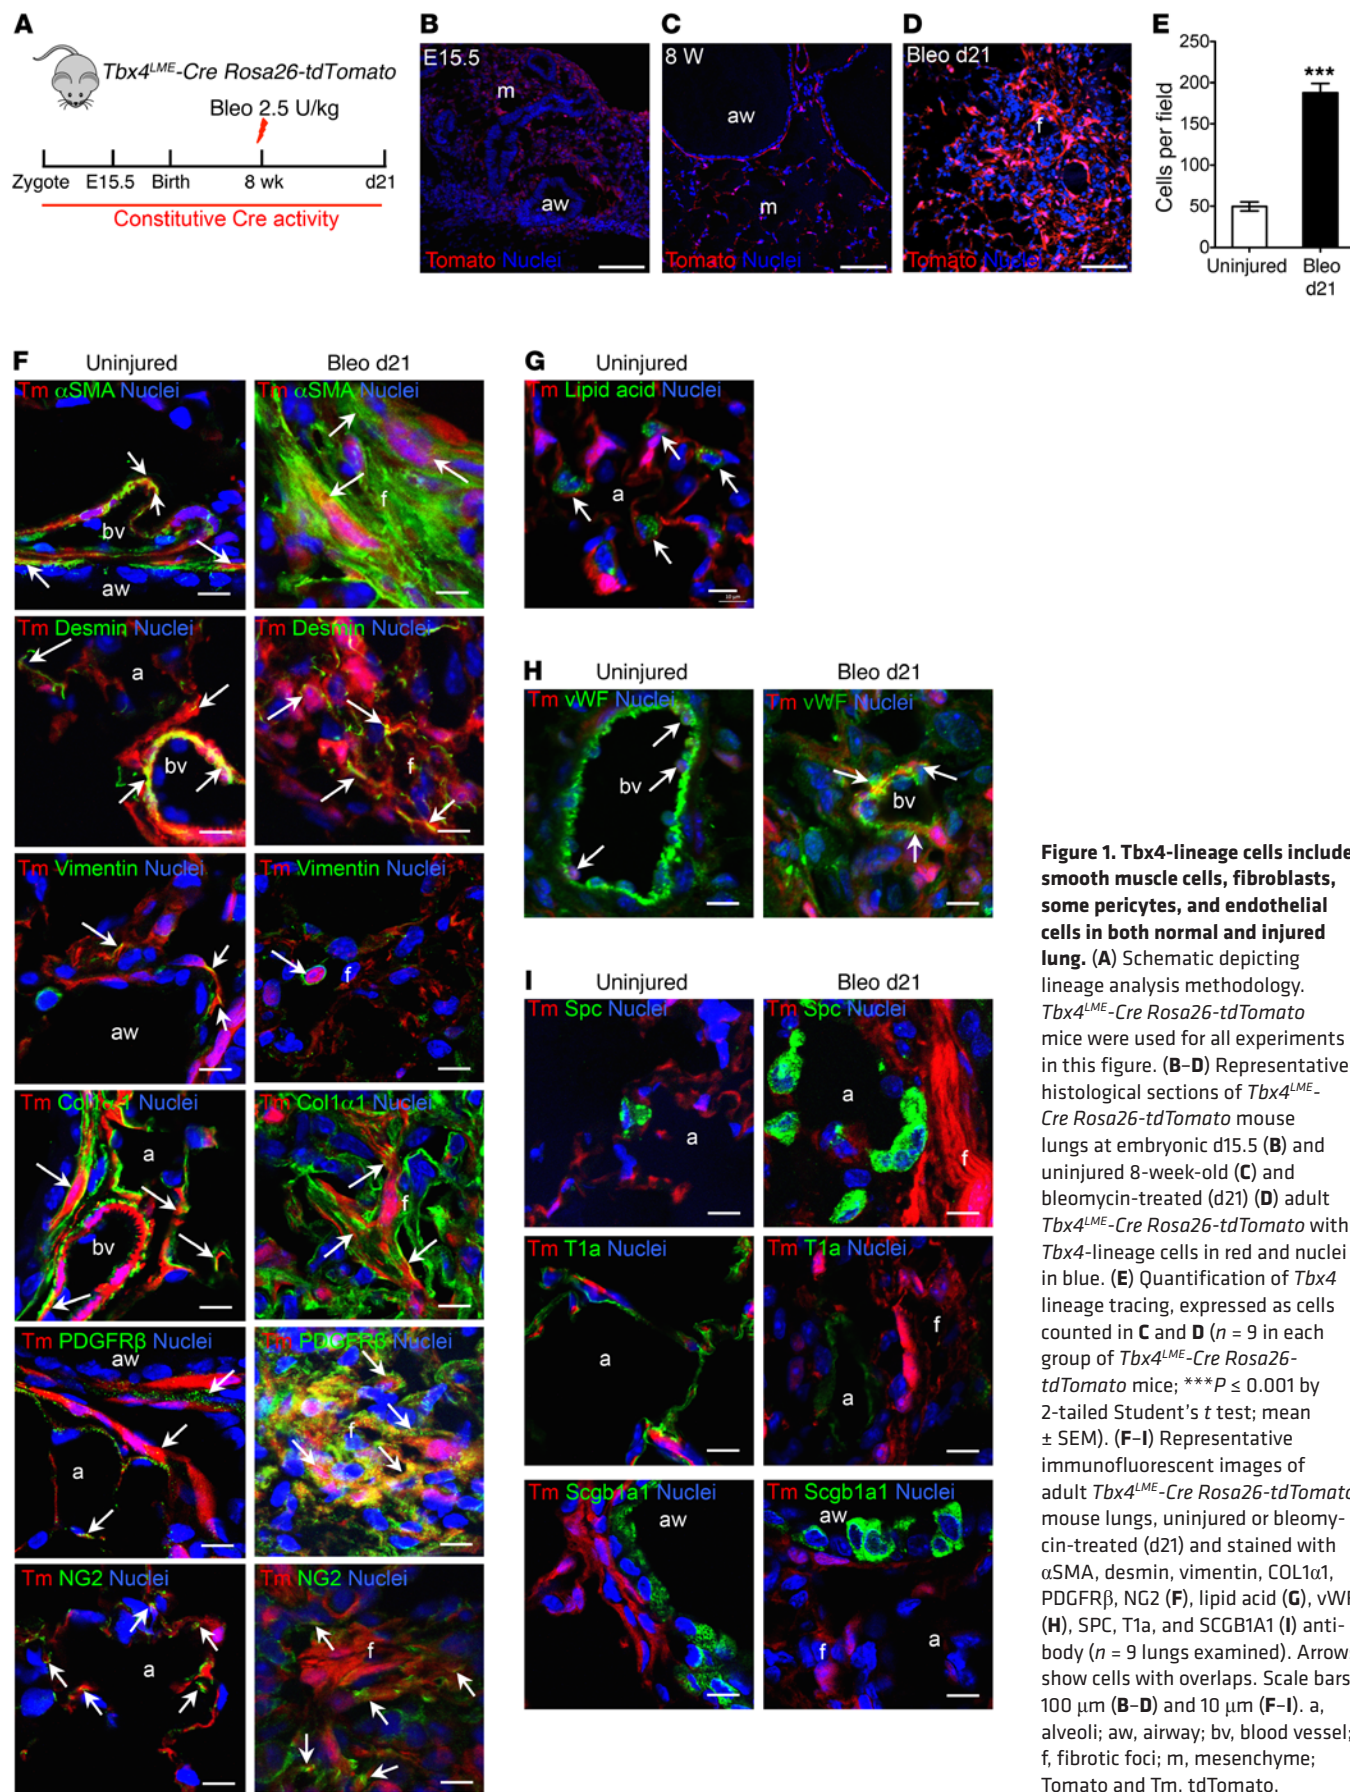 A
Tbx4LME-Cre Rosa26-tdTomato
Bleo 2.5 U/kg
Zygote E15.5 Birth 8 wk d21
Constitutive Cre activity
B
E15.5
m
aw
Tomato Nuclei
C
8 W
aw
m
Tomato Nuclei
D
Bleo d21
f
Tomato Nuclei
E
Cells per field
250
200
150
100
50
0
***
Uninjured Bleo
d21
F
Uninjured Bleo d21
Tm αSMA Nuclei
bv
aw
Tm αSMA Nuclei
f
Tm Desmin Nuclei
a
bv
Tm Desmin Nuclei
f
Tm Vimentin Nuclei
aw
Tm Vimentin Nuclei
f
Tm Col1α1 Nuclei
a
bv
Tm Col1α1 Nuclei
f
Tm PDGFRβ Nuclei
aw
a
Tm PDGFRβ Nuclei
f
Tm NG2 Nuclei
a
Tm NG2 Nuclei
f
G
Uninjured
Tm Lipid acid Nuclei
a
10 μm
H
Uninjured Bleo d21
Tm vWF Nuclei
bv
Tm vWF Nuclei
bv
I
Uninjured Bleo d21
Tm Spc Nuclei
a
Tm Spc Nuclei
a
f
Tm T1a Nuclei
a
Tm T1a Nuclei
f
a
Tm Scgb1a1 Nuclei
aw
Tm Scgb1a1 Nuclei
aw
f
a
Figure 1. Tbx4-lineage cells include
smooth muscle cells, fibroblasts,
some pericytes, and endothelial
cells in both normal and injured
lung. (A) Schematic depicting
lineage analysis methodology.
Tbx4LME-Cre Rosa26-tdTomato
mice were used for all experiments
in this figure. (B–D) Representative
histological sections of Tbx4LME-
Cre Rosa26-tdTomato mouse
lungs at embryonic d15.5 (B) and
uninjured 8-week-old (C) and
bleomycin-treated (d21) (D) adult
Tbx4LME-Cre Rosa26-tdTomato with
Tbx4-lineage cells in red and nuclei
in blue. (E) Quantification of Tbx4
lineage tracing, expressed as cells
counted in C and D (n = 9 in each
group of Tbx4LME-Cre Rosa26-
tdTomato mice; ***P ≤ 0.001 by
2-tailed Student's t test; mean
± SEM). (F–I) Representative
immunofluorescent images of
adult Tbx4LME-Cre Rosa26-tdTomato
mouse lungs, uninjured or bleomy-
cin-treated (d21) and stained with
αSMA, desmin, vimentin, COL1α1,
PDGFRβ, NG2 (F), lipid acid (G), vWF
(H), SPC, T1a, and SCGB1A1 (I) anti-
body (n = 9 lungs examined). Arrow
show cells with overlaps. Scale bars
100 μm (B–D) and 10 μm (F–I). a,
alveoli; aw, airway; bv, blood vessel;
f, fibrotic foci; m, mesenchyme;
Tomato and Tm, tdTomato.